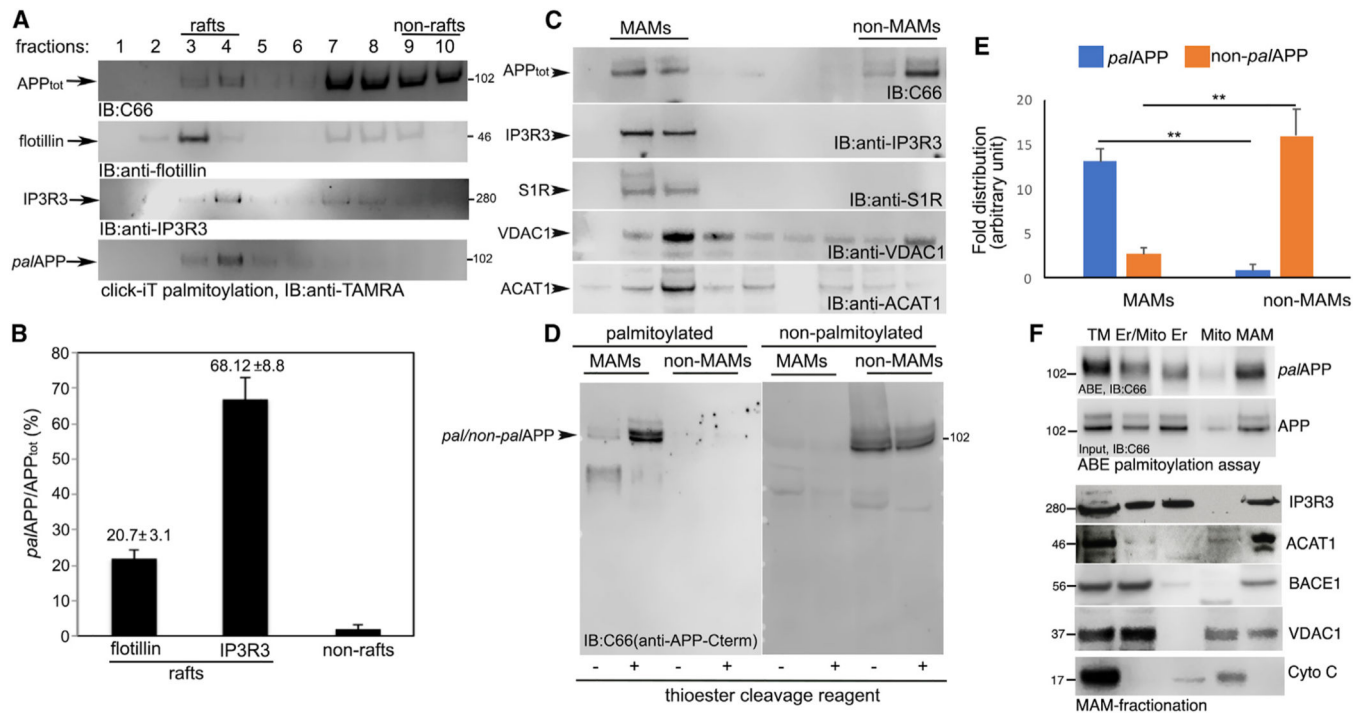 A
rafts
non-rafts
fractions: 1 2 3 4 5 6 7 8 9 10
APPtot
102
IB:C66
flotillin
46
IB:anti-flotillin
IP3R3
280
IB:anti-IP3R3
palAPP
102
click-iT palmitoylation, IB:anti-TAMRA
B
palAPP/APPtot (%)
80
70
60
50
40
30
20
10
0
20.7±3.1
68.12±8.8
flotillin
IP3R3
non-rafts
rafts
C
MAMs
non-MAMs
APPtot
IB:C66
IP3R3
IB:anti-IP3R3
S1R
IB:anti-S1R
VDAC1
IB:anti-VDAC1
ACAT1
IB:anti-ACAT1
D
palmitoylated
non-palmitoylated
MAMs
non-MAMs
MAMs
non-MAMs
pal/non-palAPP
102
IB:C66(anti-APP-Cterm)
- + - + - + - +
thioester cleavage reagent
E
palAPP
non-palAPP
Fold distribution
(arbitrary unit)
20
15
10
5
0
**
**
MAMs
non-MAMs
F
TM Er/Mito Er Mito MAM
102
palAPP
ABE, IB:C66
102
APP
Input, IB:C66
ABE palmitoylation assay
280
IP3R3
46
ACAT1
56
BACE1
37
VDAC1
17
Cyto C
MAM-fractionation